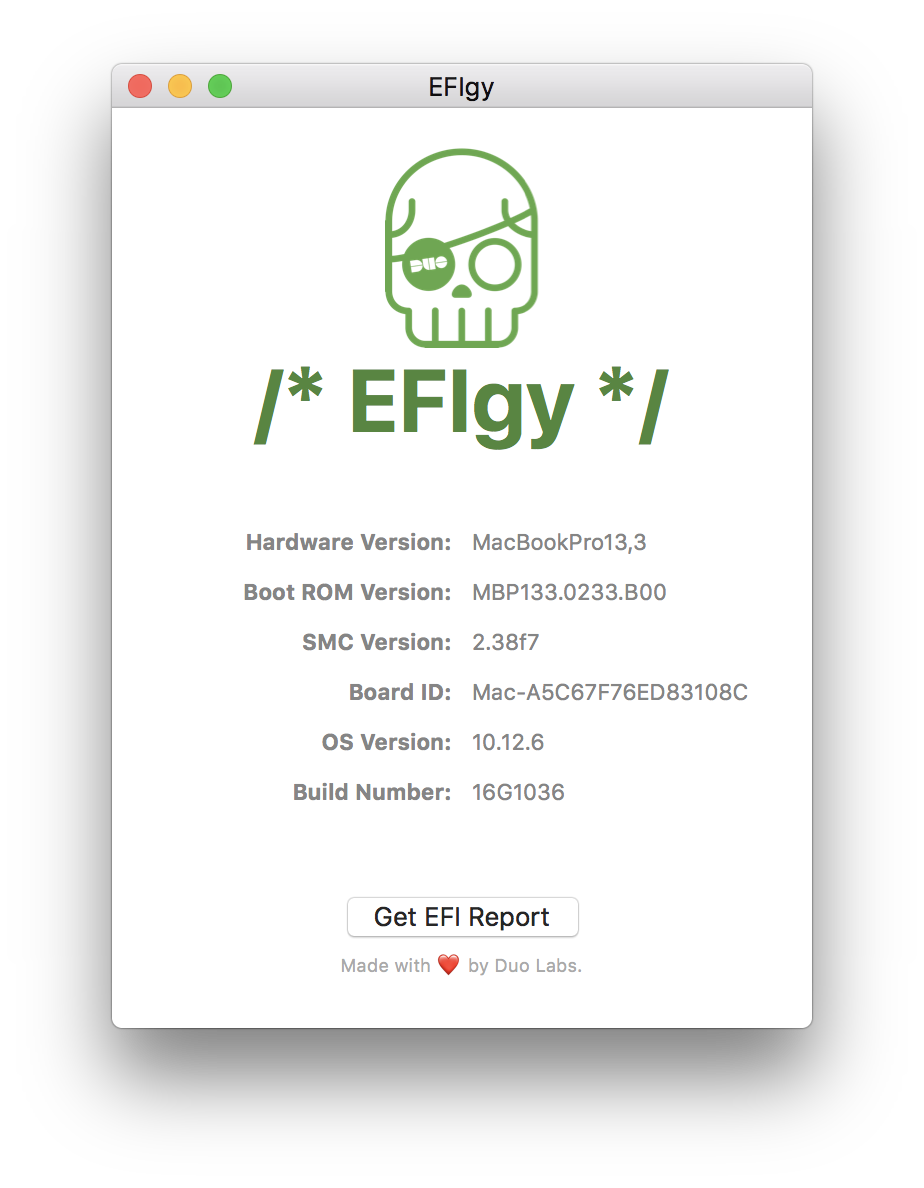 EFIgy
DUO
/* EFIgy */
Hardware Version: MacBookPro13,3
Boot ROM Version: MBP133.0233.B00
SMC Version: 2.38f7
Board ID: Mac-A5C67F76ED83108C
OS Version: 10.12.6
Build Number: 16G1036
Get EFI Report
Made with ❤️ by Duo Labs.